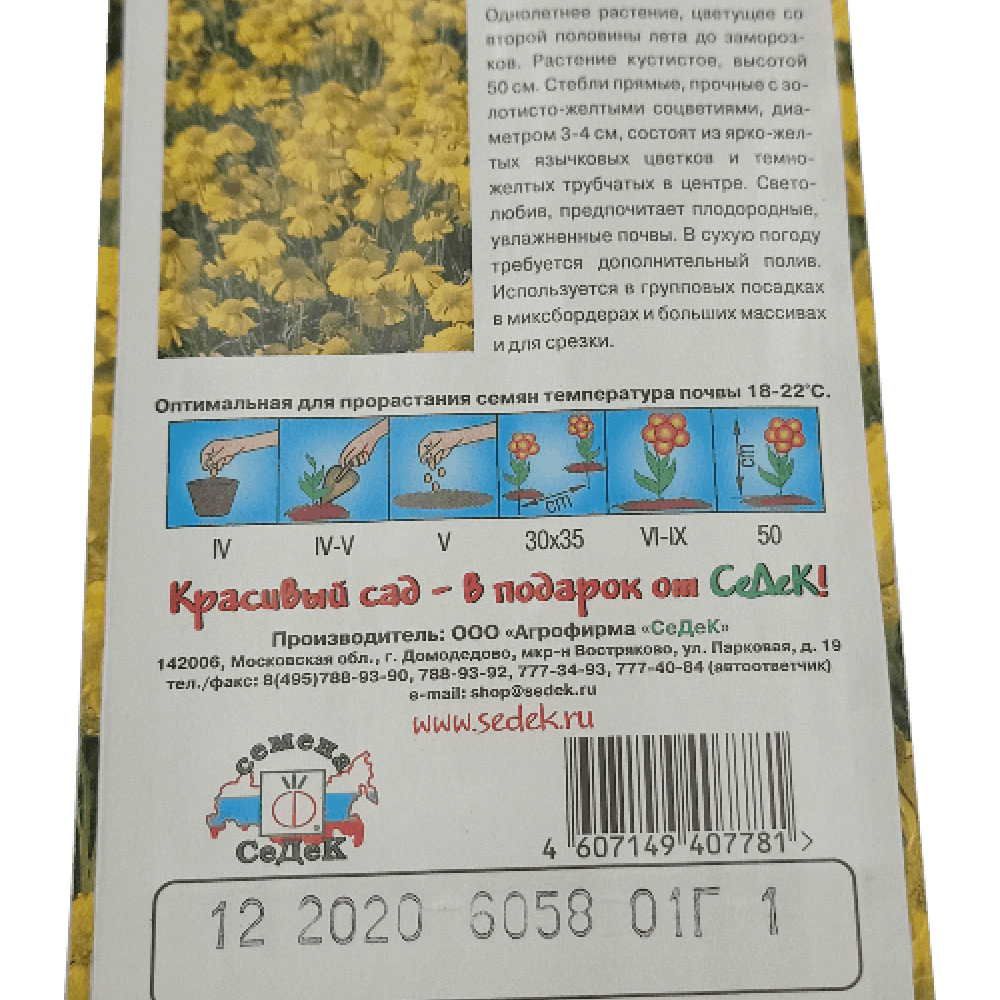 Однолетнее растение, цветущее со
второй половины лета до замороз-
ков. Растение кустистое, высотой
50 см. Стебли прямые, прочные с зо-
лотисто-желтыми соцветиями, диа-
метром 3-4 см, состоят из ярко-жел-
тых язычковых цветков и темно-
желтых трубчатых в центре. Свето-
любив, предпочитает плодородные,
увлажненные почвы. В сухую погоду
требуется дополнительный полив.
Используется в групповых посадках
в миксбордерах и больших массивах
и для срезки.
Оптимальная для прорастания семян температура почвы 18-22°С.
cm cm
IV IV-V V 30x35 VI-IX 50
Красивый сад - в подарок от СеДеК!
Производитель: ООО «Агрофирма «СеДеК»
142006, Московская обл., г. Домодедово, мкр-н Востряково, ул. Парковая, д. 19
тел./факс: 8(495)788-93-90, 788-93-92, 777-34-93, 777-40-84 (автоответчик)
e-mail: shop@sedek.ru
www.sedek.ru
семена
СеДеК
4 607149 407781 >
12 2020 6058 01Г 1